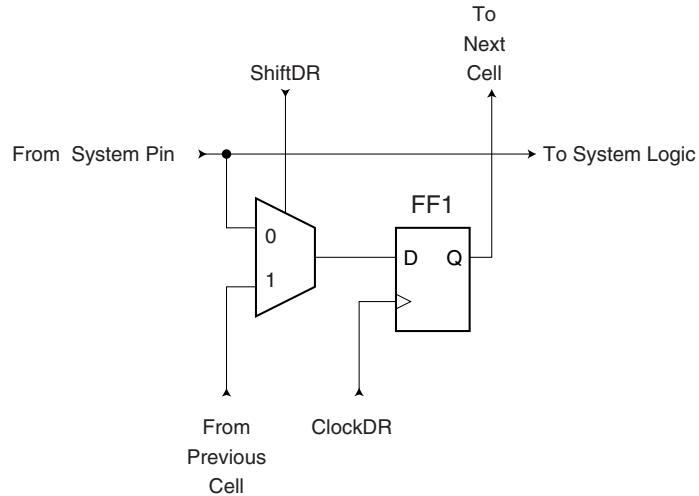 To
Next
Cell
ShiftDR
From System Pin
To System Logic
FF1
0
D Q
1
From
Previous
Cell
ClockDR